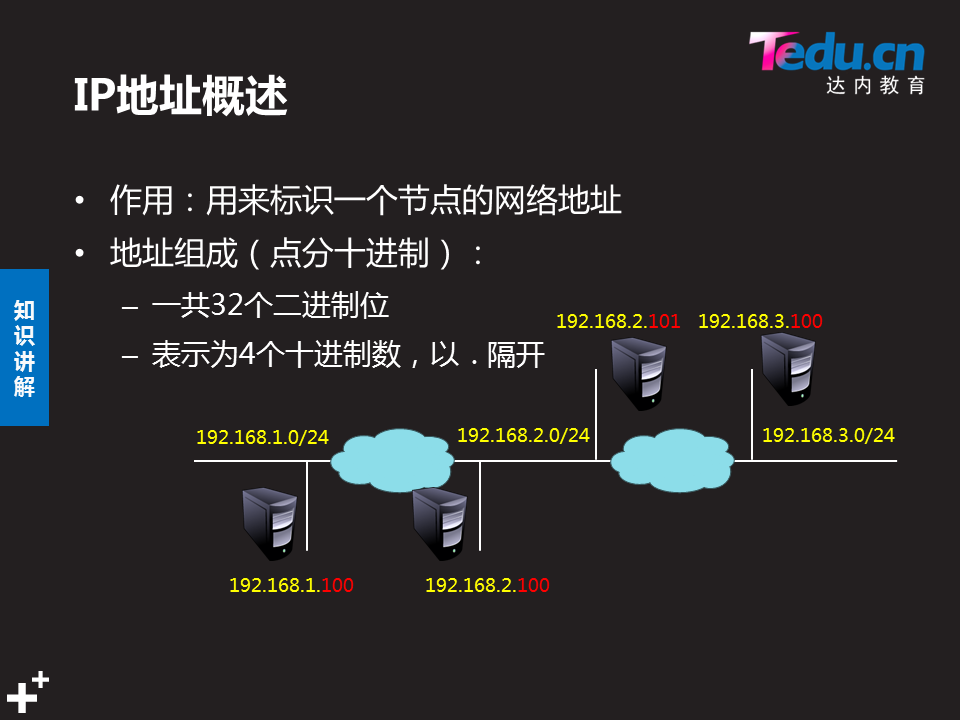 Tedu.cn
达内教育
IP地址概述
• 作用：用来标识一个节点的网络地址
• 地址组成（点分十进制）：
– 一共32个二进制位
– 表示为4个十进制数，以 . 隔开
知识讲解
192.168.2.101
192.168.3.100
192.168.1.0/24
192.168.2.0/24
192.168.3.0/24
192.168.1.100
192.168.2.100